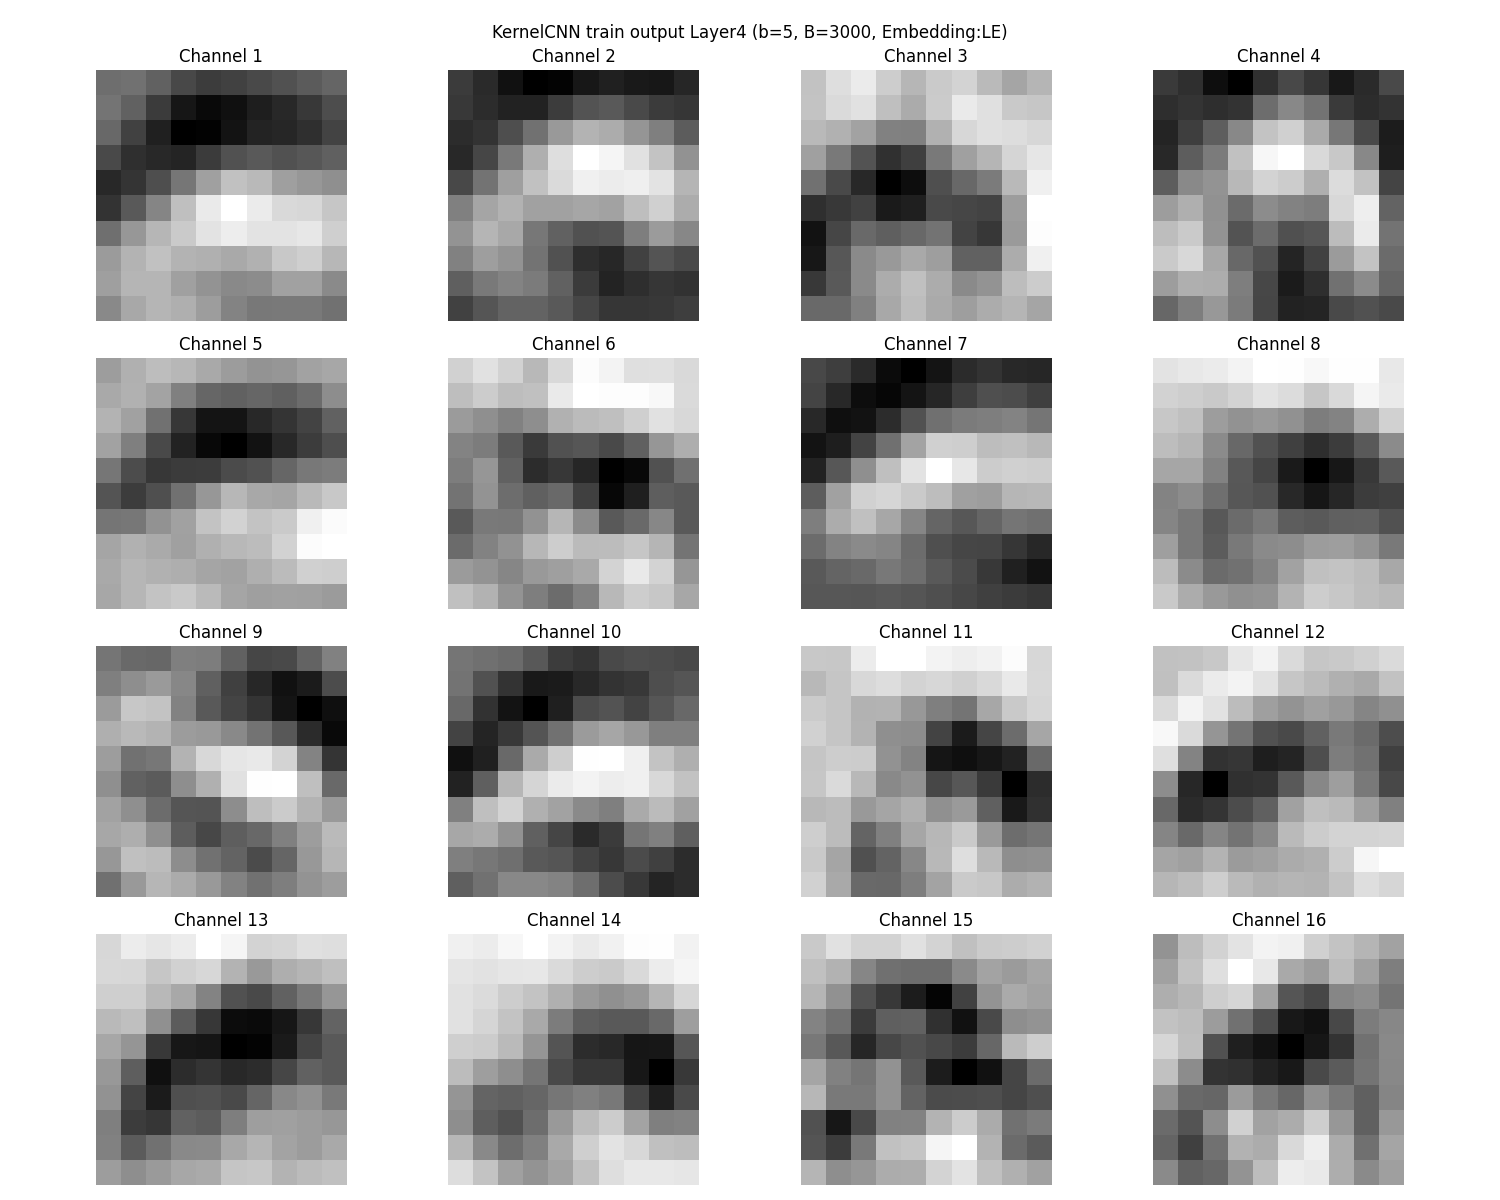 KernelCNN train output Layer4 (b=5, B=3000, Embedding:LE)
Channel 1
Channel 2
Channel 3
Channel 4
Channel 5
Channel 6
Channel 7
Channel 8
Channel 9
Channel 10
Channel 11
Channel 12
Channel 13
Channel 14
Channel 15
Channel 16